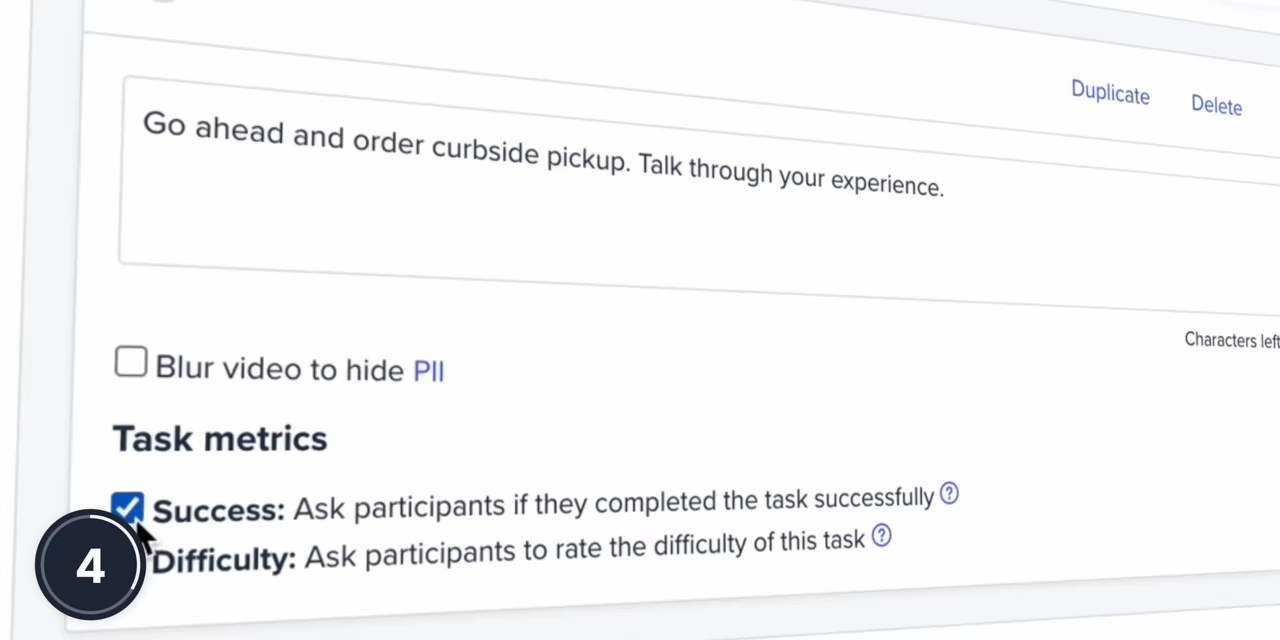 Duplicate Delete
Go ahead and order curbside pickup. Talk through your experience.
Characters left
Blur video to hide PII
Task metrics
Success: Ask participants if they completed the task successfully ?
Difficulty: Ask participants to rate the difficulty of this task ?
4